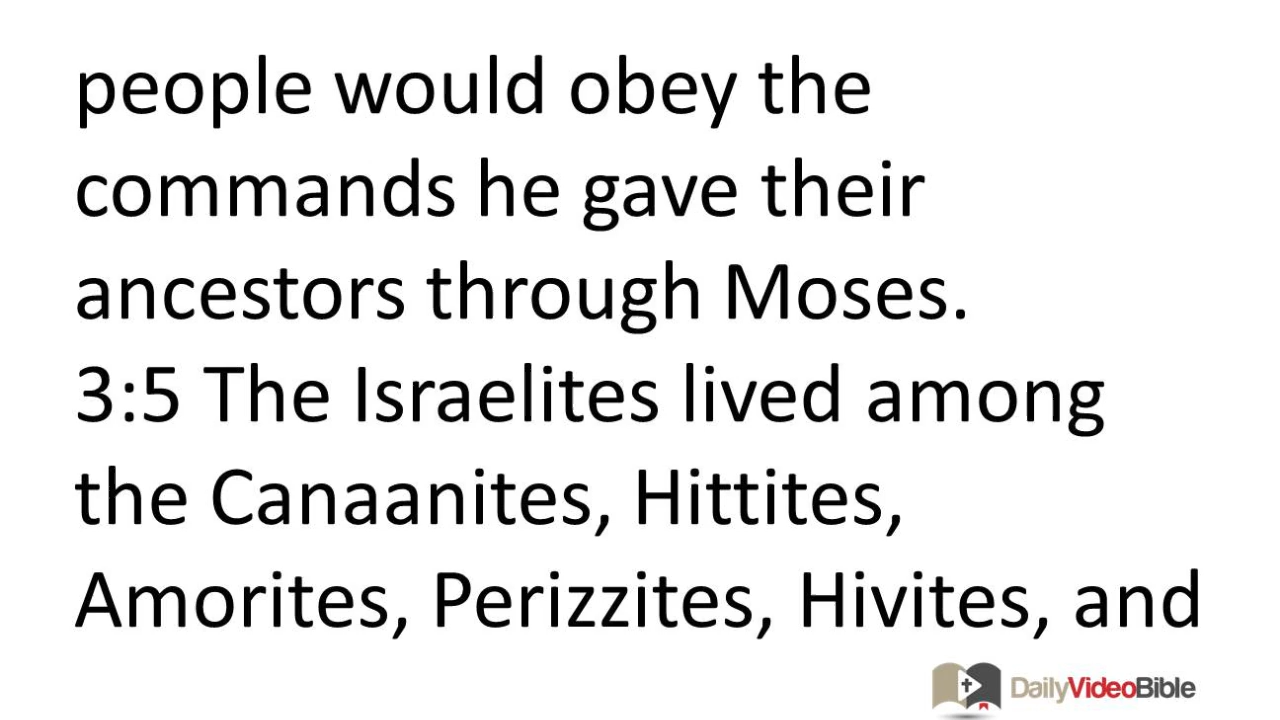 people would obey the
commands he gave their
ancestors through Moses.
3:5 The Israelites lived among
the Canaanites, Hittites,
Amorites, Perizzites, Hivites, and
DailyVideoBible